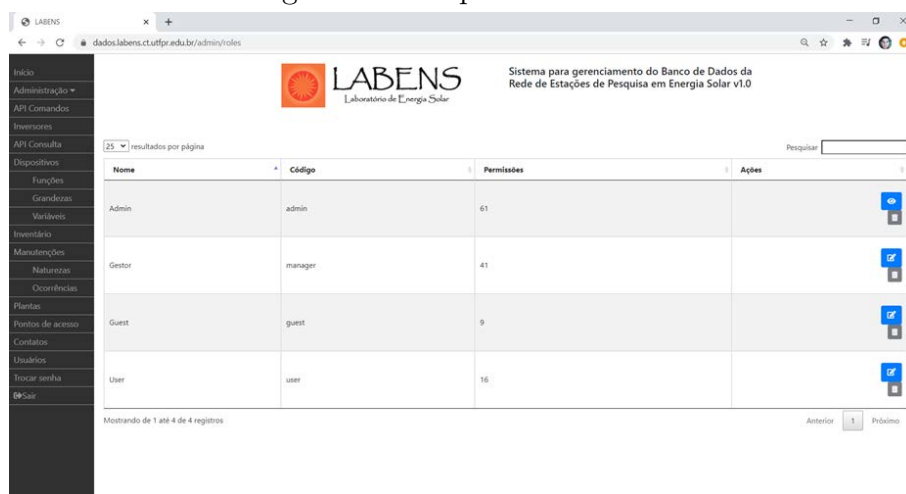 LABENS
dados.labens.ct.utfpr.edu.br/admin/roles
Início
Administração
API Comandos
Inversores
API Consulta
Dispositivos
Funções
Grandezas
Variáveis
Inventário
Manutenções
Naturezas
Ocorrências
Plantas
Pontos de acesso
Contatos
Usuários
Trocar senha
Sair
LABENS
Laboratório de Energia Solar
Sistema para gerenciamento do Banco de Dados da
Rede de Estações de Pesquisa em Energia Solar v1.0
25 resultados por página
Pesquisar
Nome Código Permissões Ações
Admin admin 61
Gestor manager 41
Guest guest 9
User user 16
Mostrando de 1 até 4 de 4 registros
Anterior 1 Próximo